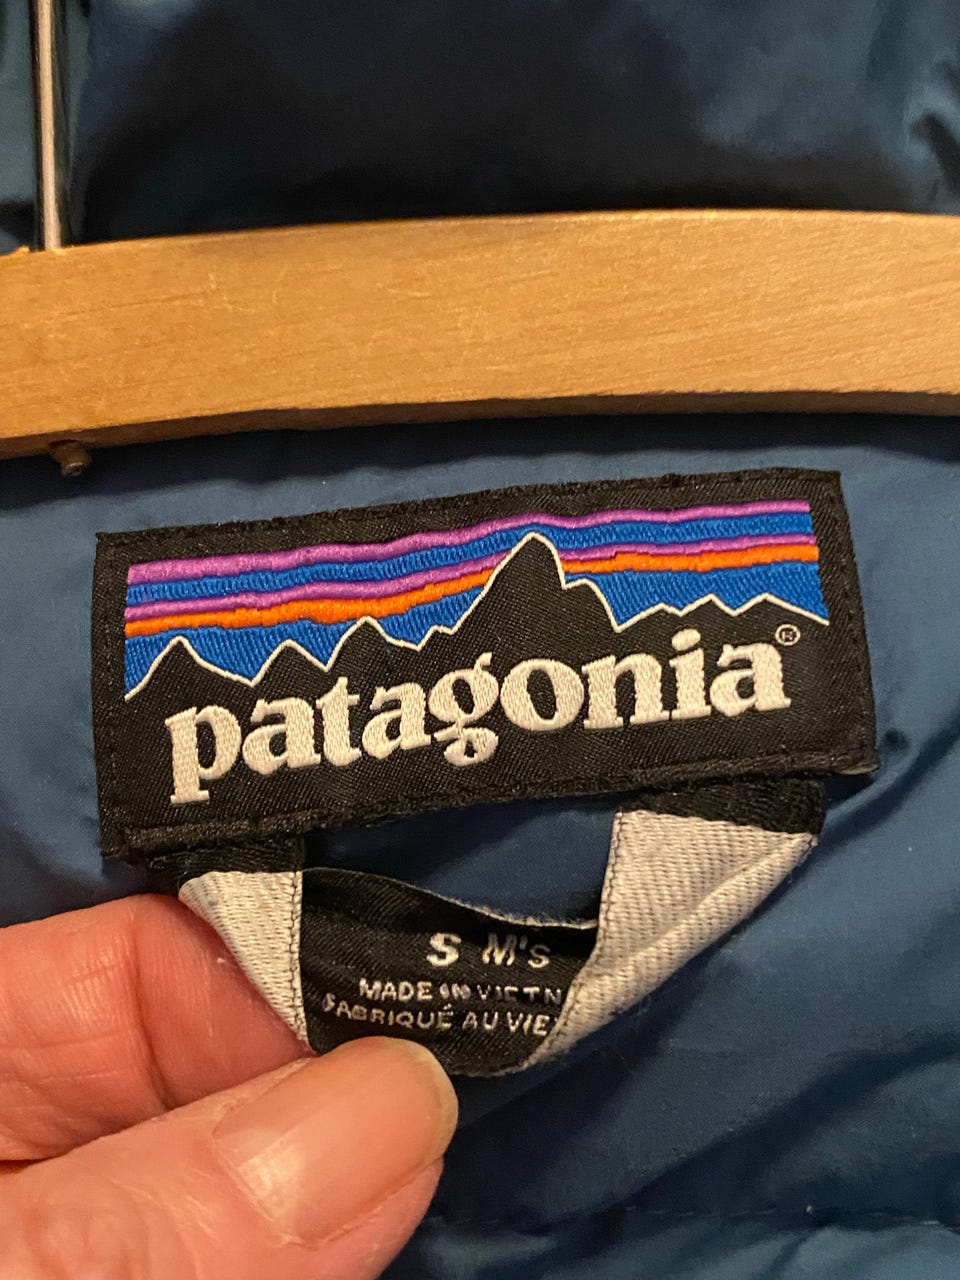 patagonia®
S M's
MADE IN VIETN
FABRIQUÉ AU VIE